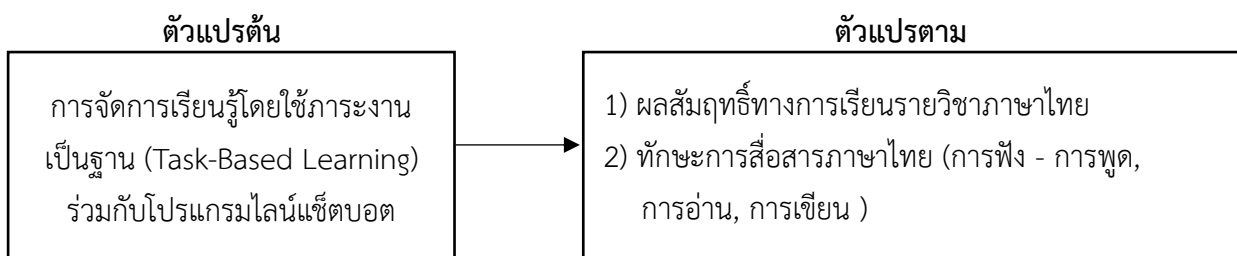 ตัวแปรต้น
ตัวแปรตาม
การจัดการเรียนรู้โดยใช้ภาระงาน
เป็นฐาน (Task-Based Learning)
ร่วมกับโปรแกรมไลน์แช็ตบอต
1) ผลสัมฤทธิ์ทางการเรียนรายวิชาภาษาไทย
2) ทักษะการสื่อสารภาษาไทย (การฟัง - การพูด,
การอ่าน, การเขียน )